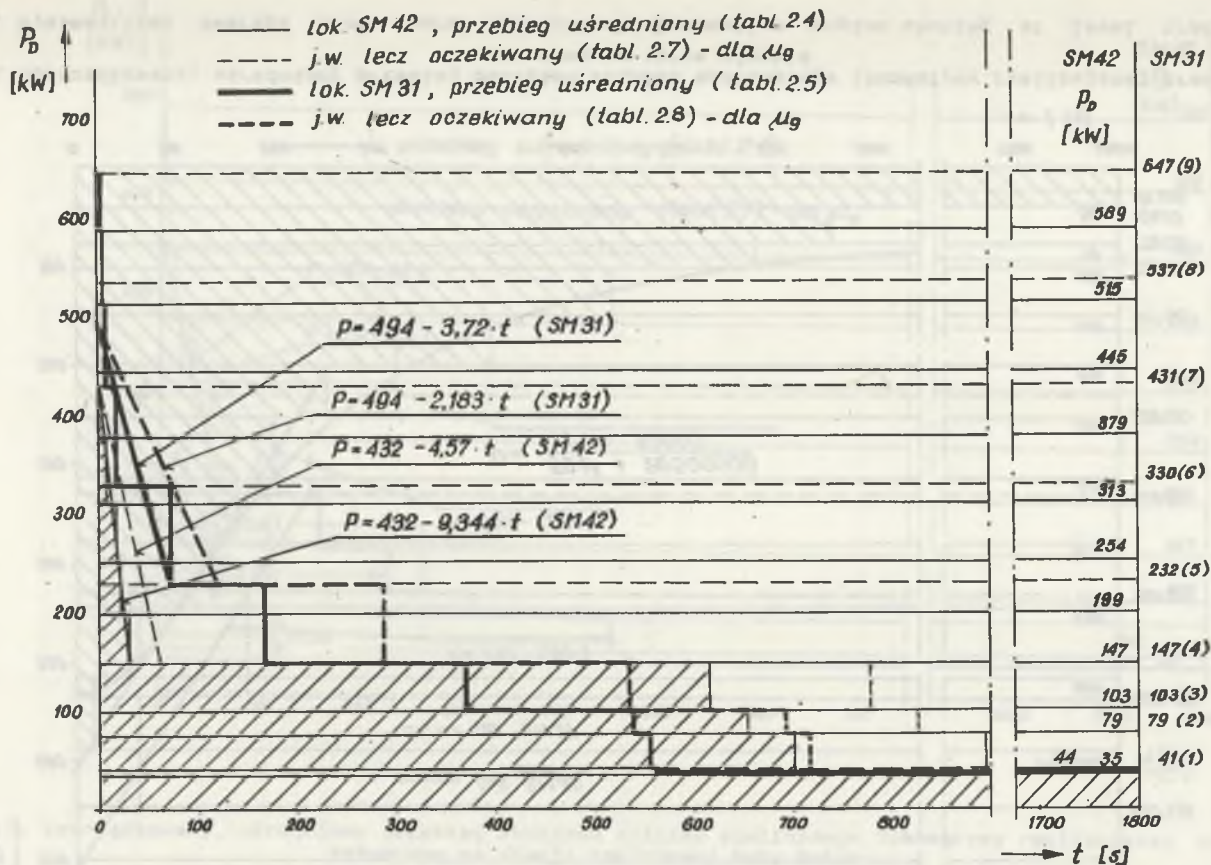 P_D [kW]
lok. SM42, przebieg uśredniony (tabl. 2.4)
j.w. lecz oczekiwany (tabl. 2.7) - dla μg
lok. SM31, przebieg uśredniony (tabl. 2.5)
j.w. lecz oczekiwany (tabl. 2.8) - dla μg
SM42 SM31
P_D
[kW]
700
600
500
400
300
200
100
P=494-3,72·t (SM31)
P=494-2,183·t (SM31)
P=432-4,57·t (SM42)
P=432-9,344·t (SM42)
647(9)
589
537(8)
515
445
431(7)
379
330(6)
313
254
232(5)
199
147 147(4)
103 103(3)
79 79(2)
44 35 41(1)
0 100 200 300 400 500 600 700 800 1700 1800
t [s]